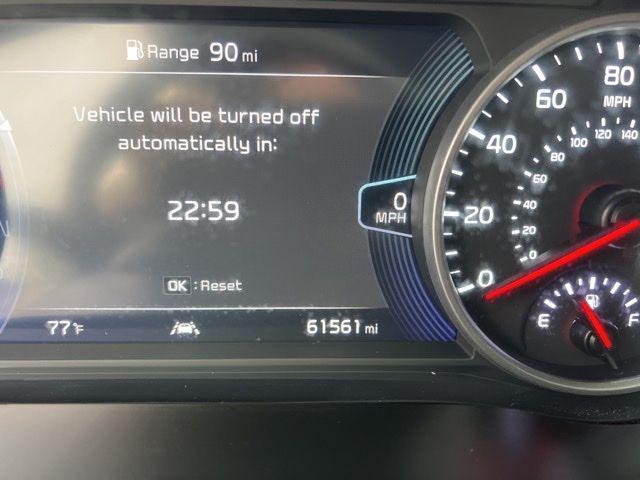 Range 90 mi
Vehicle will be turned off
automatically in:
22:59
OK : Reset
77°F
61561 mi
0
MPH
80
MPH
60
40
20
0
140
120
100
80
60
40
20
0
E
F